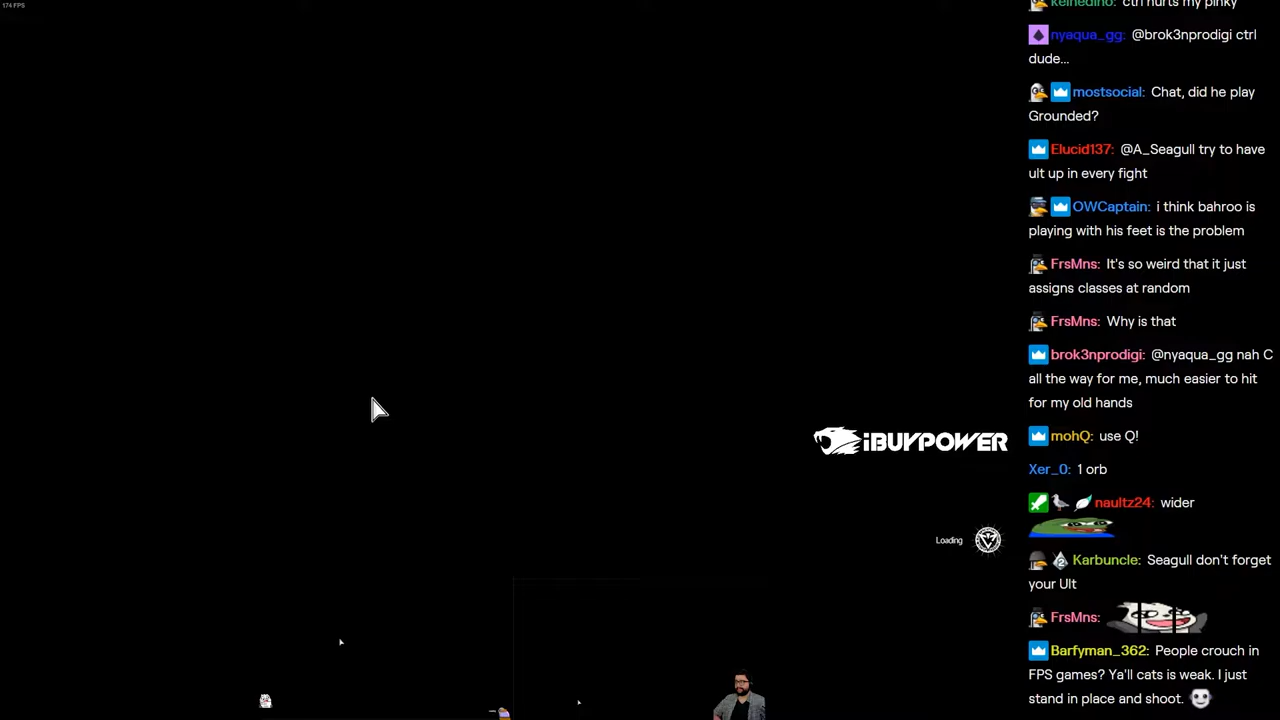 174 FPS
keinedino: ctrl hurts my pinky
nyaqua_gg: @brok3nprodigi ctrl
dude...
mostsocial: Chat, did he play
Grounded?
Elucid137: @A_Seagull try to have
ult up in every fight
OWCaptain: i think bahroo is
playing with his feet is the problem
FrsMns: It's so weird that it just
assigns classes at random
FrsMns: Why is that
brok3nprodigi: @nyaqua_gg nah C
all the way for me, much easier to hit
for my old hands
iBUYPOWER
mohQ: use Q!
Xer_0: 1 orb
naultz24: wider
Loading
Karbuncle: Seagull don't forget
your Ult
FrsMns:
Barfyman_362: People crouch in
FPS games? Ya'll cats is weak. I just
stand in place and shoot.